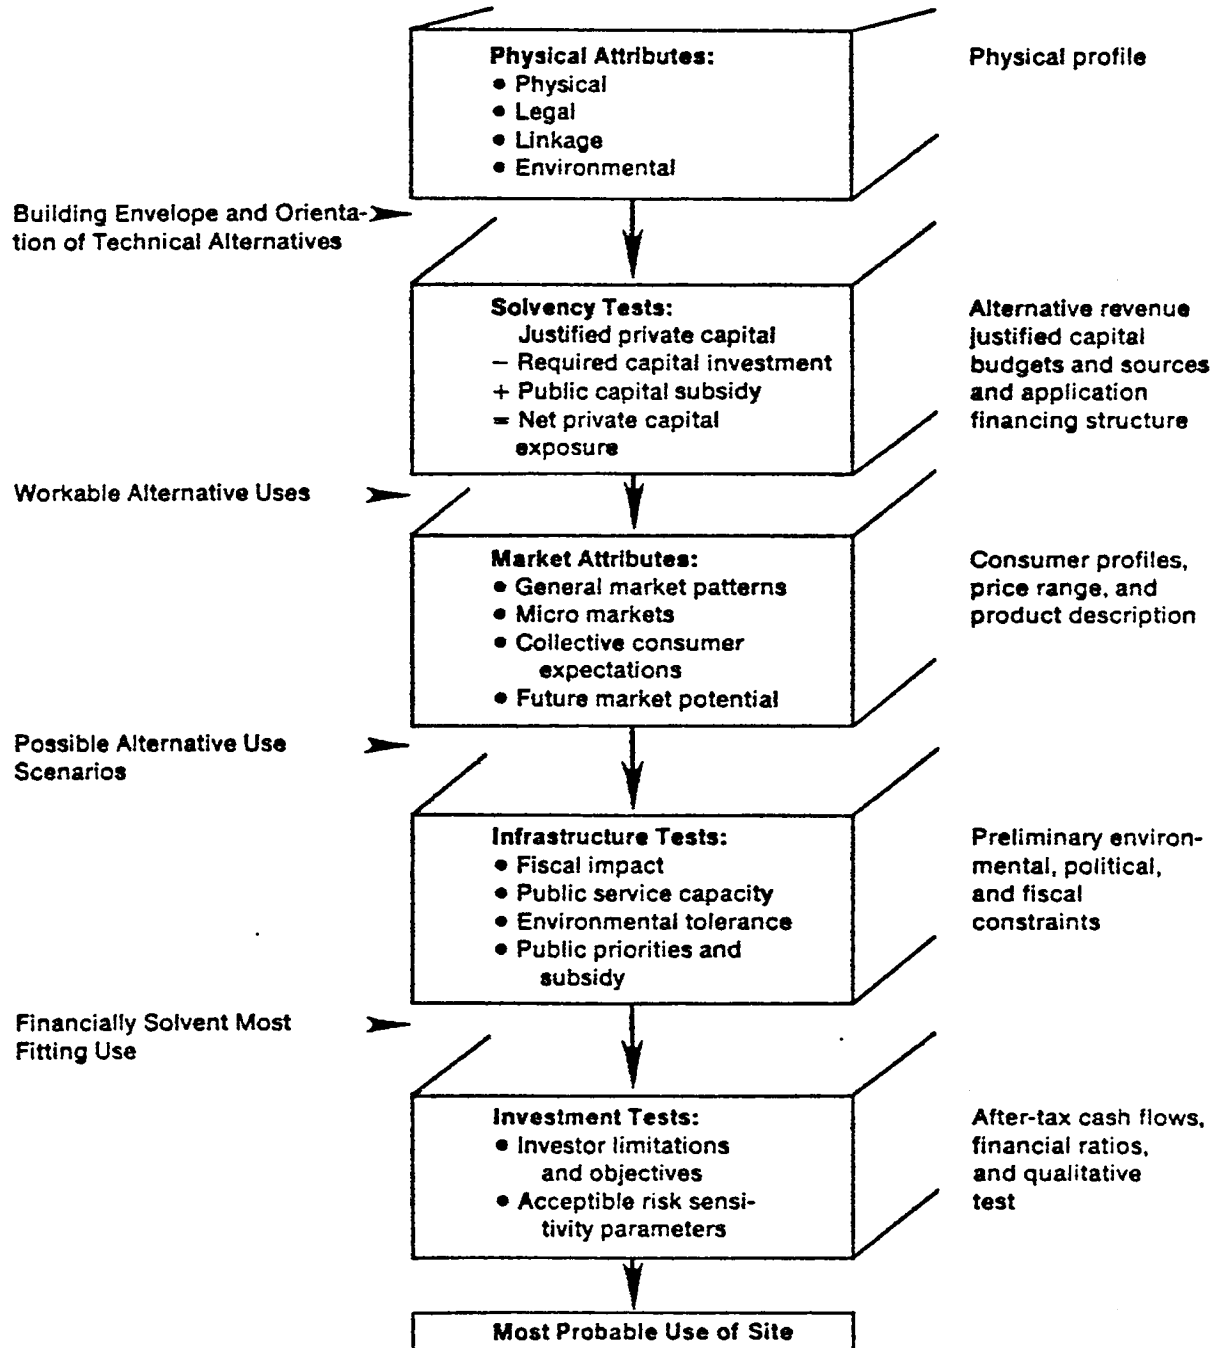 Physical Attributes:
• Physical
• Legal
• Linkage
• Environmental
Physical profile
Building Envelope and Orienta-
tion of Technical Alternatives
Solvency Tests:
Justified private capital
− Required capital investment
+ Public capital subsidy
= Net private capital
exposure
Alternative revenue
justified capital
budgets and sources
and application
financing structure
Workable Alternative Uses
Market Attributes:
• General market patterns
• Micro markets
• Collective consumer
expectations
• Future market potential
Consumer profiles,
price range, and
product description
Possible Alternative Use
Scenarios
Infrastructure Tests:
• Fiscal impact
• Public service capacity
• Environmental tolerance
• Public priorities and
subsidy
Preliminary environ-
mental, political,
and fiscal
constraints
Financially Solvent Most
Fitting Use
Investment Tests:
• Investor limitations
and objectives
• Acceptible risk sensi-
tivity parameters
After-tax cash flows,
financial ratios,
and qualitative
test
Most Probable Use of Site